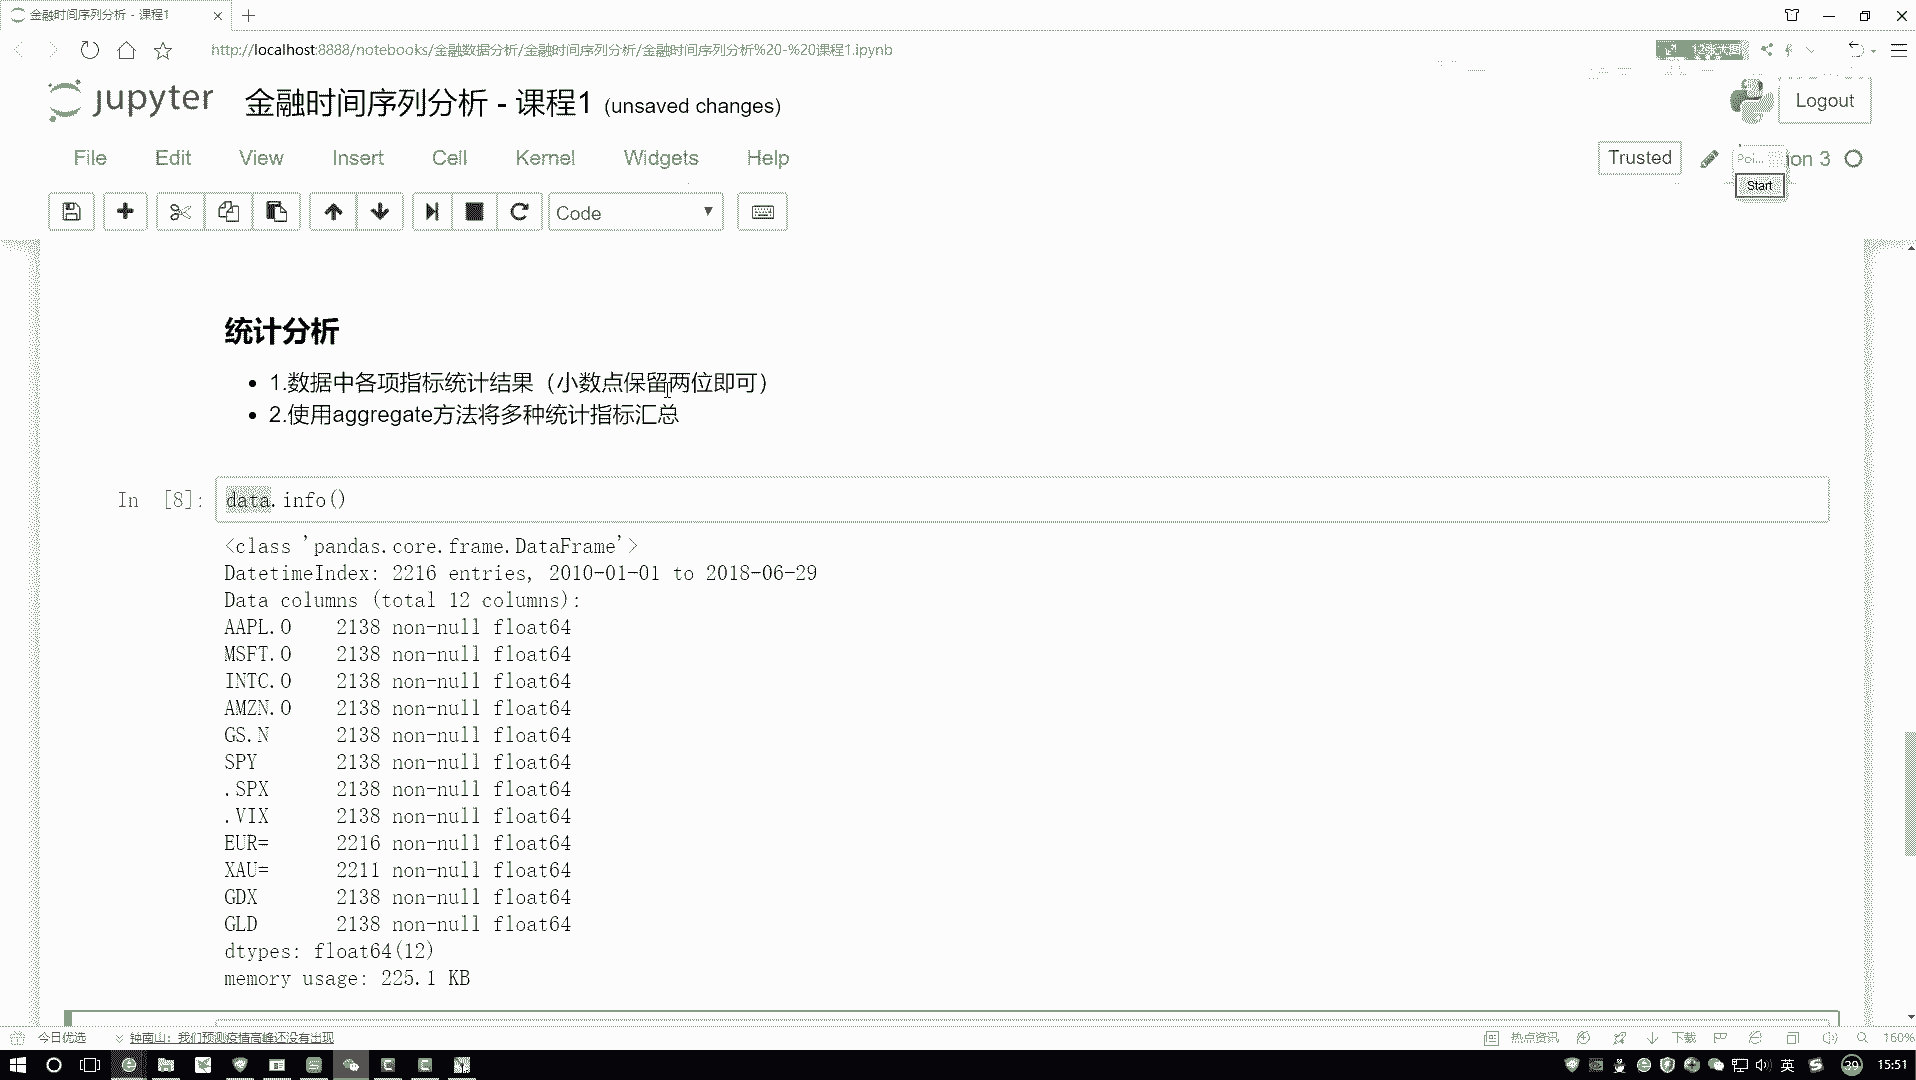 金融时间序列分析 - 课程1
http://localhost:8888/notebooks/金融数据分析/金融时间序列分析/金融时间序列分析%20-%20课程1.ipynb
12张大图
jupyter 金融时间序列分析 - 课程1 (unsaved changes)
Logout
File Edit View Insert Cell Kernel Widgets Help
Trusted
Poi...
on 3
Start
Code
统计分析
1.数据中各项指标统计结果（小数点保留两位即可）
2.使用aggregate方法将多种统计指标汇总
In [8]: data.info()
<class 'pandas.core.frame.DataFrame'>
DatetimeIndex: 2216 entries, 2010-01-01 to 2018-06-29
Data columns (total 12 columns):
AAPL.O 2138 non-null float64
MSFT.O 2138 non-null float64
INTC.O 2138 non-null float64
AMZN.O 2138 non-null float64
GS.N 2138 non-null float64
SPY 2138 non-null float64
.SPX 2138 non-null float64
.VIX 2138 non-null float64
EUR= 2216 non-null float64
XAU= 2211 non-null float64
GDX 2138 non-null float64
GLD 2138 non-null float64
dtypes: float64(12)
memory usage: 225.1 KB
今日优选 钟南山：我们预测疫情高峰还没有出现
热点资讯 下载 160%
英 39 15:51